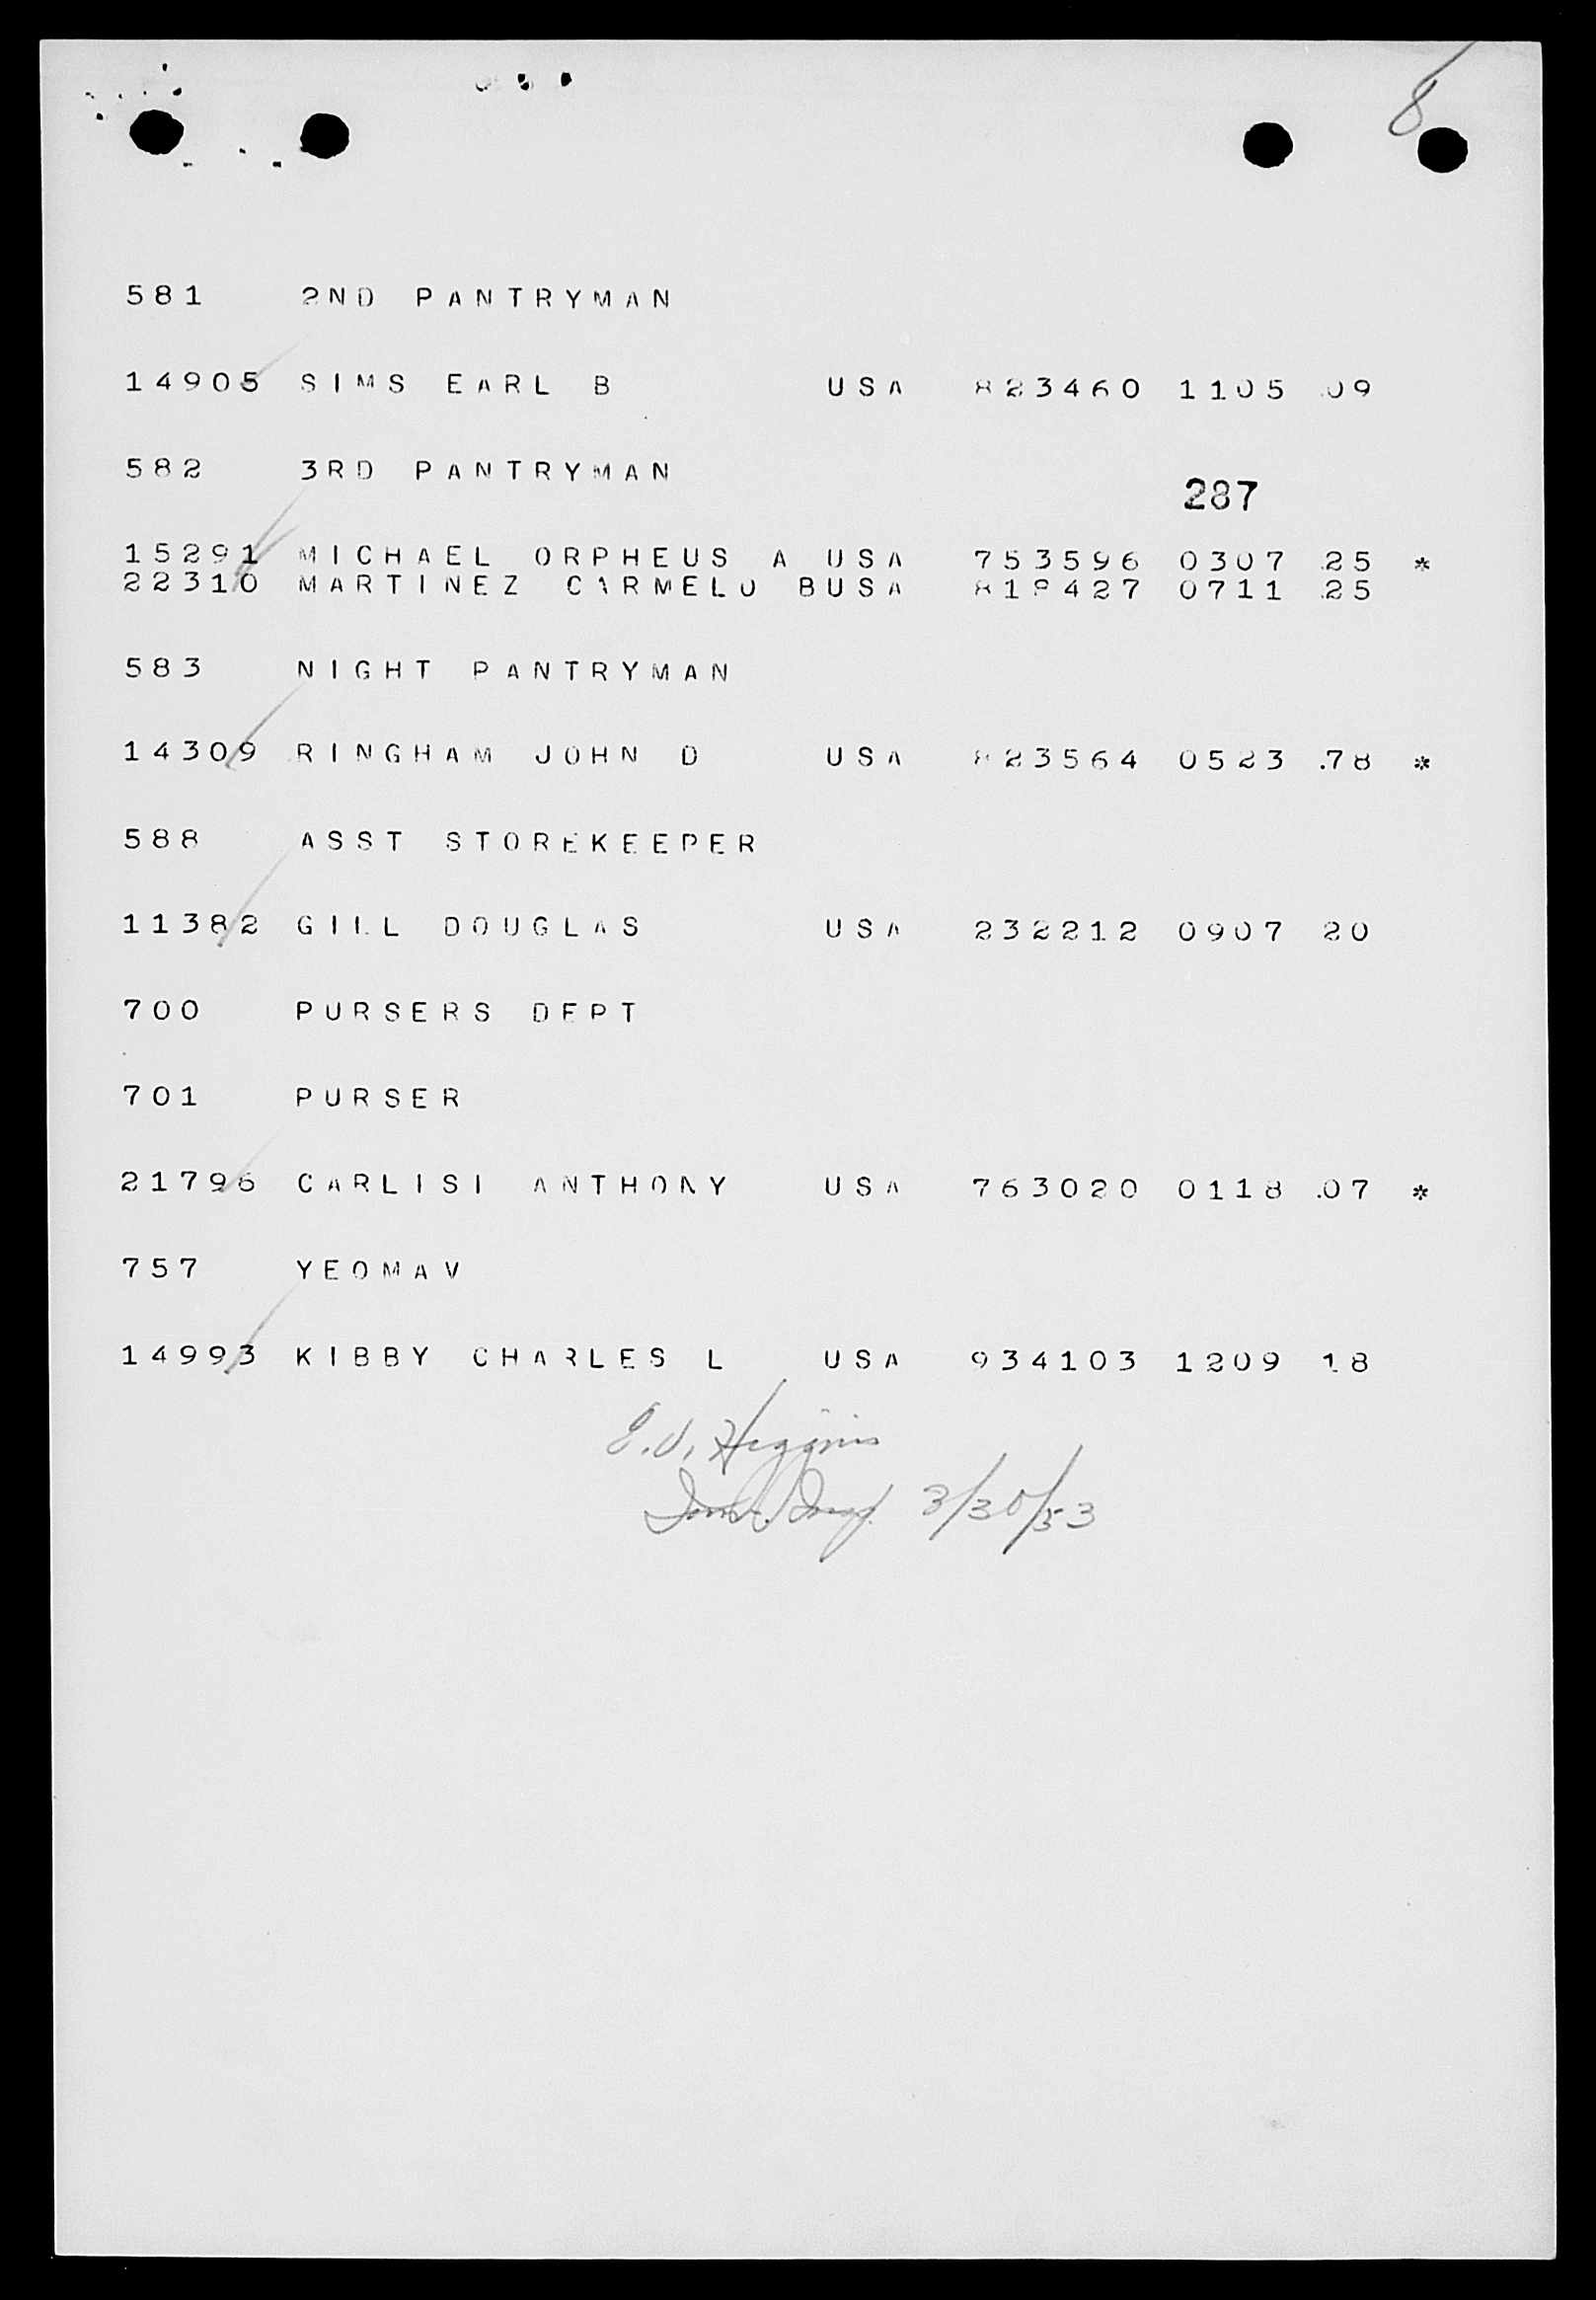 8
581 2ND PANTRYMAN
14905 SIMS EARL B USA 823460 1105 09
582 3RD PANTRYMAN
287
15291 MICHAEL ORPHEUS A USA 753596 0307 25 *
22310 MARTINEZ CARMELO BUSA 427 0711 25
583 NIGHT PANTRYMAN
14309 RINGHAM JOHN D USA 823564 0523 .78 *
588 ASST STOREKEEPER
11382 GILL DOUGLAS USA 232212 0907 20
700 PURSERS DEPT
701 PURSER
21796 CARLISI ANTHONY USA 763020 0118 .07 *
757 YEOMAV
14993 KIBBY CHARLES L USA 934103 1209 18
Higgins
3/30/53